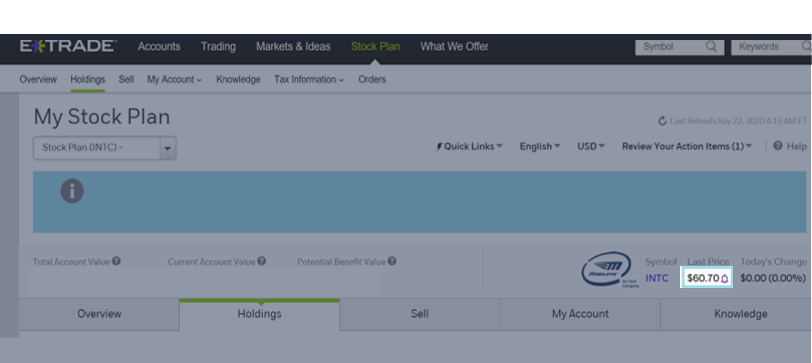 E*TRADE Accounts Trading Markets & Ideas Stock Plan What We Offer Symbol Keywords
Overview Holdings Sell My Account Knowledge Tax Information Orders
My Stock Plan
Last Refresh:July 22, 2020 4:15 AM ET
Stock Plan (INTC) -
Quick Links English USD Review Your Action Items (1) Help
Total Account Value Current Account Value Potential Benefit Value
Symbol Last Price Today's Change
INTC $60.70 $0.00 (0.00%)
Overview Holdings Sell My Account Knowledge